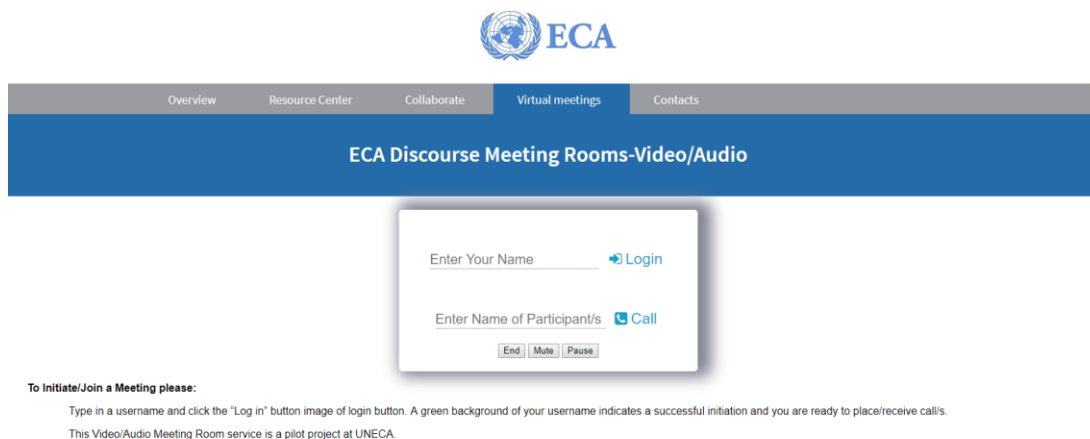 ECA
Overview Resource Center Collaborate Virtual meetings Contacts
ECA Discourse Meeting Rooms-Video/Audio
Enter Your Name Login
Enter Name of Participant/s Call
End Mute Pause
To Initiate/Join a Meeting please:
Type in a username and click the “Log in” button image of login button. A green background of your username indicates a successful initiation and you are ready to place/receive call/s.
This Video/Audio Meeting Room service is a pilot project at UNECA.